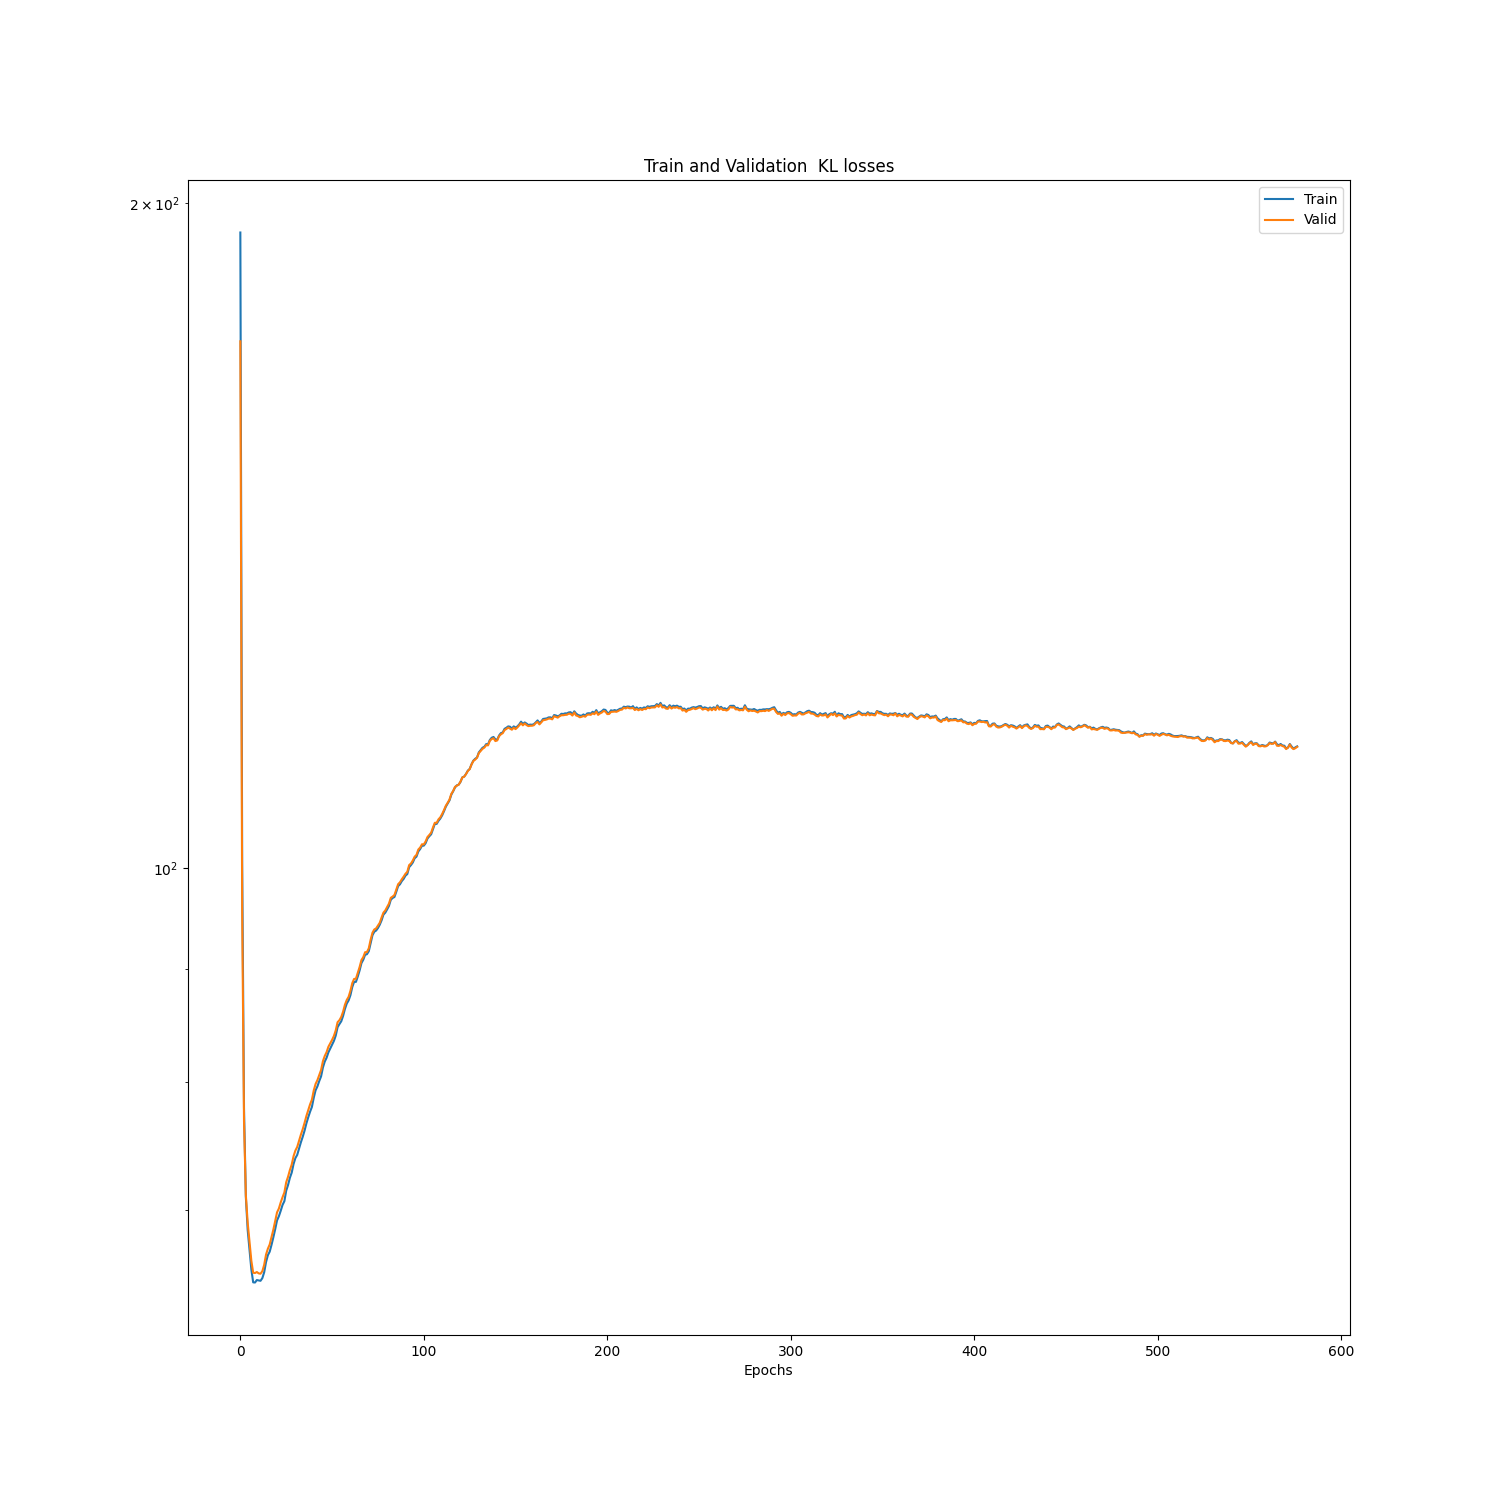 Train and Validation  KL losses
2 × 10²
10²
Train
Valid
0 100 200 300 400 500 600
Epochs